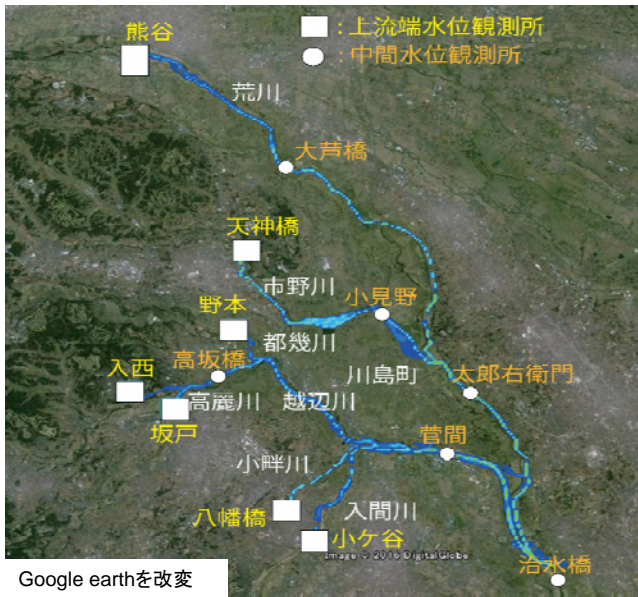 熊谷
: 上流端水位観測所
: 中間水位観測所
荒川
大芦橋
天神橋
市野川
小見野
野本
都幾川
高坂橋
川島町
太郎右衛門
入西
高麗川
越辺川
坂戸
菅間
小畔川
八幡橋
入間川
小ケ谷
Image © 2016 DigitalGlobe
治水橋
Google earthを改変